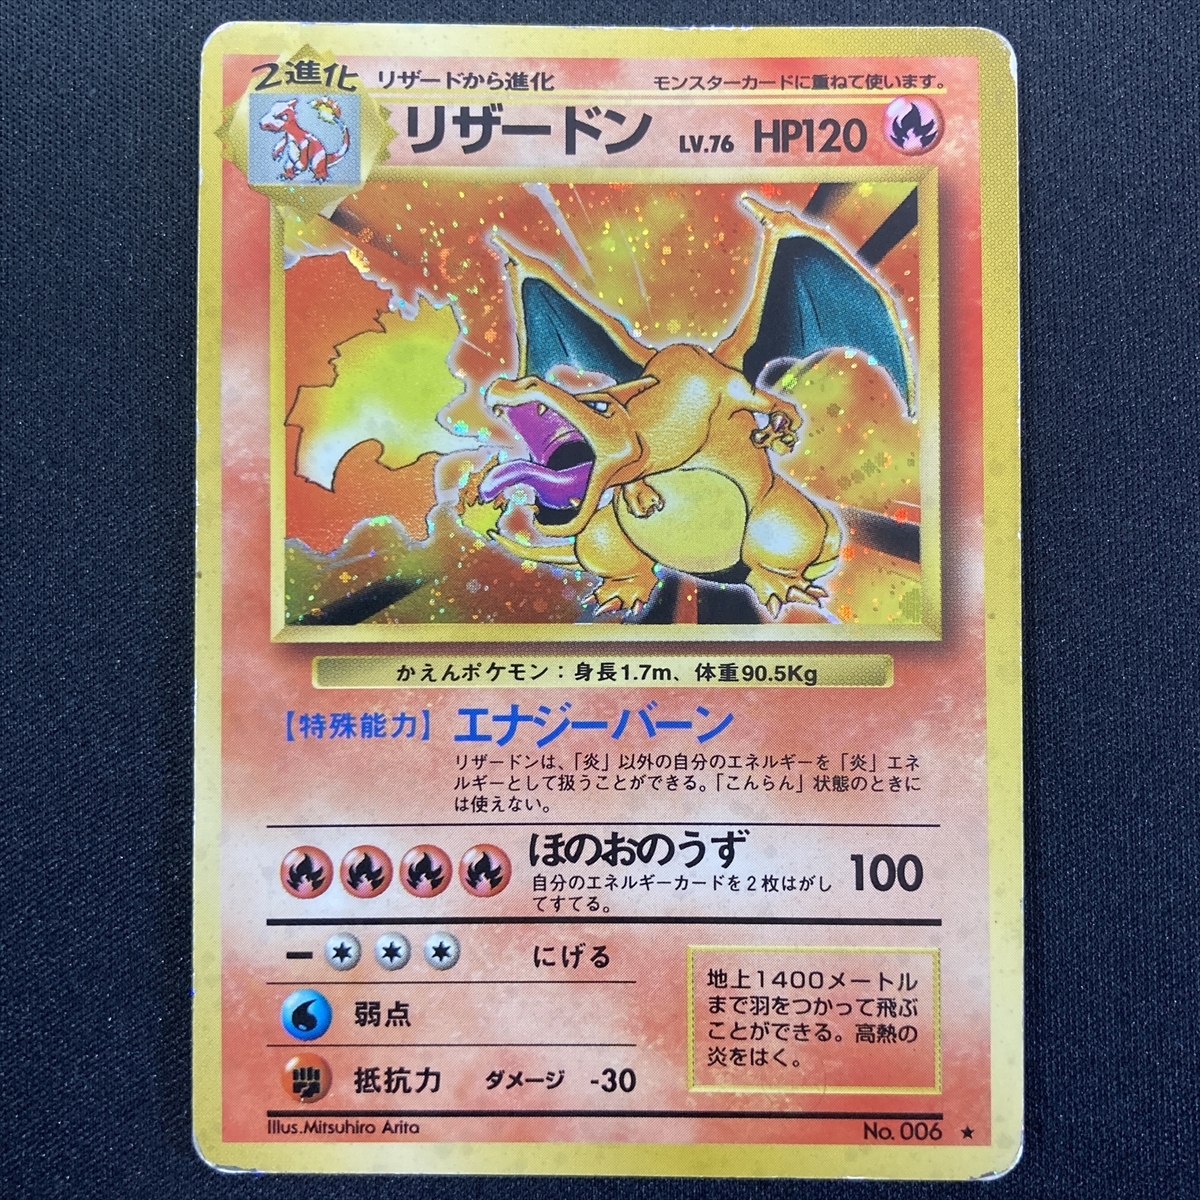 2進化 リザードから進化 モンスターカードに重ねて使います。
リザードン LV.76 HP120
かえんポケモン:身長1.7m、体重90.5Kg
【特殊能力】エナジーバーン
リザードンは、「炎」以外の自分のエネルギーを「炎」エネ
ルギーとして扱うことができる。「こんらん」状態のときに
は使えない。
ほのおのうず 100
自分のエネルギーカードを2枚はがし
てすてる。
にげる
弱点
抵抗力 ダメージ -30
地上1400メートル
まで羽をつかって飛ぶ
ことができる。高熱の
炎をはく。
Illus.Mitsuhiro Arita No. 006 ★